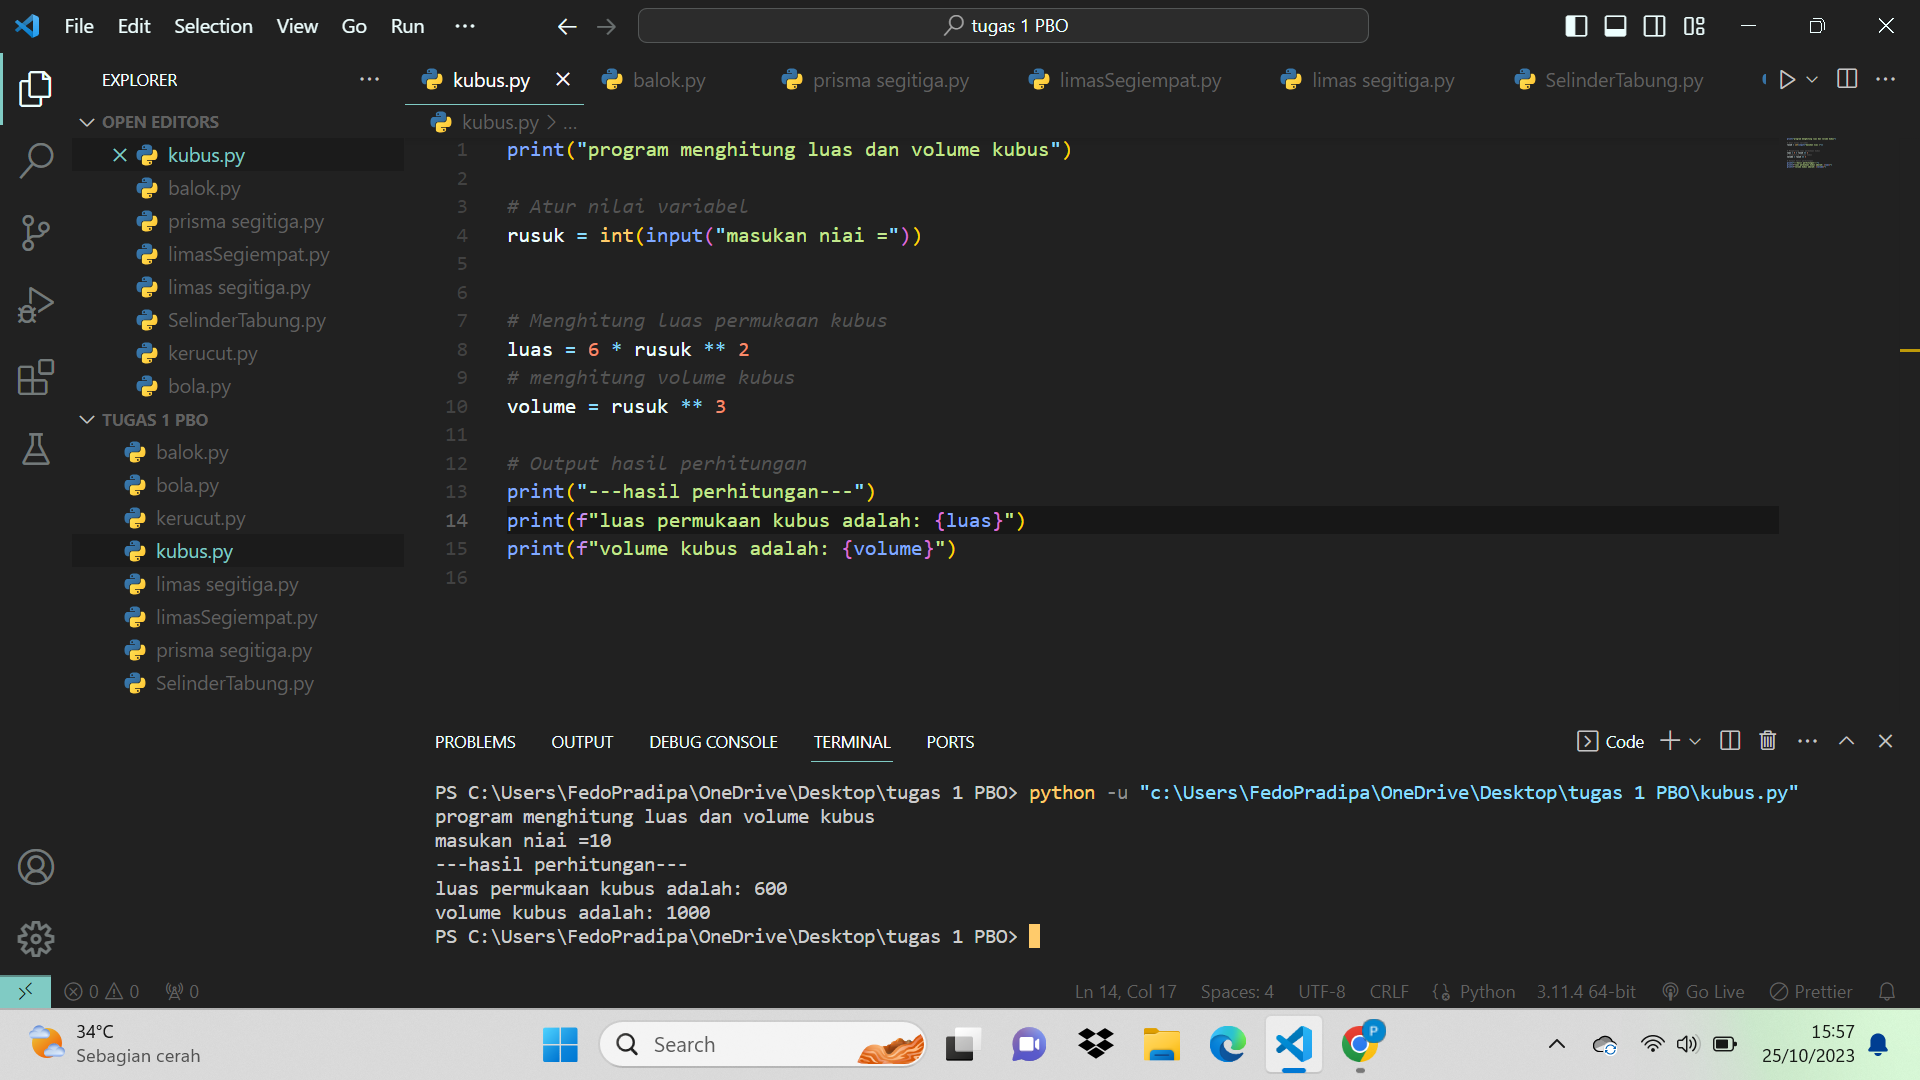 File Edit Selection View Go Run ···
tugas 1 PBO
EXPLORER
OPEN EDITORS
kubus.py
balok.py
prisma segitiga.py
limasSegiempat.py
limas segitiga.py
SelinderTabung.py
kerucut.py
bola.py
TUGAS 1 PBO
balok.py
bola.py
kerucut.py
kubus.py
limas segitiga.py
limasSegiempat.py
prisma segitiga.py
SelinderTabung.py
kubus.py balok.py prisma segitiga.py limasSegiempat.py limas segitiga.py SelinderTabung.py
kubus.py > ...
1 print("program menghitung luas dan volume kubus")
2
3 # Atur nilai variabel
4 rusuk = int(input("masukan niai ="))
5
6
7 # Menghitung luas permukaan kubus
8 luas = 6 * rusuk ** 2
9 # menghitung volume kubus
10 volume = rusuk ** 3
11
12 # Output hasil perhitungan
13 print("---hasil perhitungan---")
14 print(f"luas permukaan kubus adalah: {luas}")
15 print(f"volume kubus adalah: {volume}")
16
PROBLEMS OUTPUT DEBUG CONSOLE TERMINAL PORTS
Code
PS C:\Users\FedoPradipa\OneDrive\Desktop\tugas 1 PBO> python -u "c:\Users\FedoPradipa\OneDrive\Desktop\tugas 1 PBO\kubus.py"
program menghitung luas dan volume kubus
masukan niai =10
---hasil perhitungan---
luas permukaan kubus adalah: 600
volume kubus adalah: 1000
PS C:\Users\FedoPradipa\OneDrive\Desktop\tugas 1 PBO>
0 0 0
Ln 14, Col 17 Spaces: 4 UTF-8 CRLF Python 3.11.4 64-bit Go Live Prettier
34°C
Sebagian cerah
Search
P
15:57
25/10/2023